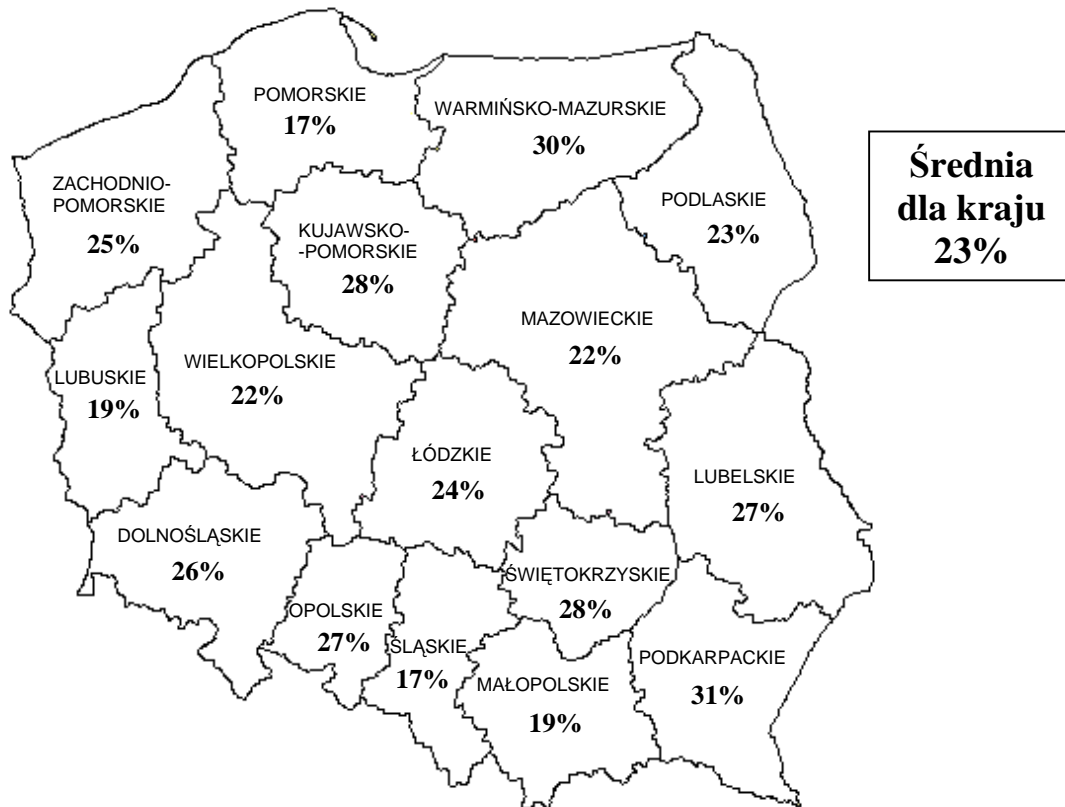 POMORSKIE
17%
WARMIŃSKO-MAZURSKIE
30%
ZACHODNIO-
POMORSKIE
25%
KUJAWSKO-
-POMORSKIE
28%
PODLASKIE
23%
Średnia
dla kraju
23%
MAZOWIECKIE
22%
WIELKOPOLSKIE
22%
LUBUSKIE
19%
ŁÓDZKIE
24%
LUBELSKIE
27%
DOLNOŚLĄSKIE
26%
ŚWIĘTOKRZYSKIE
28%
OPOLSKIE
27%
ŚLĄSKIE
17%
MAŁOPOLSKIE
19%
PODKARPACKIE
31%